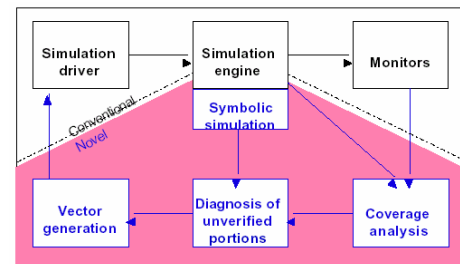 Simulation
driver
Simulation
engine
Monitors
Symbolic
simulation
Conventional
Novel
Vector
generation
Diagnosis of
unverified
portions
Coverage
analysis